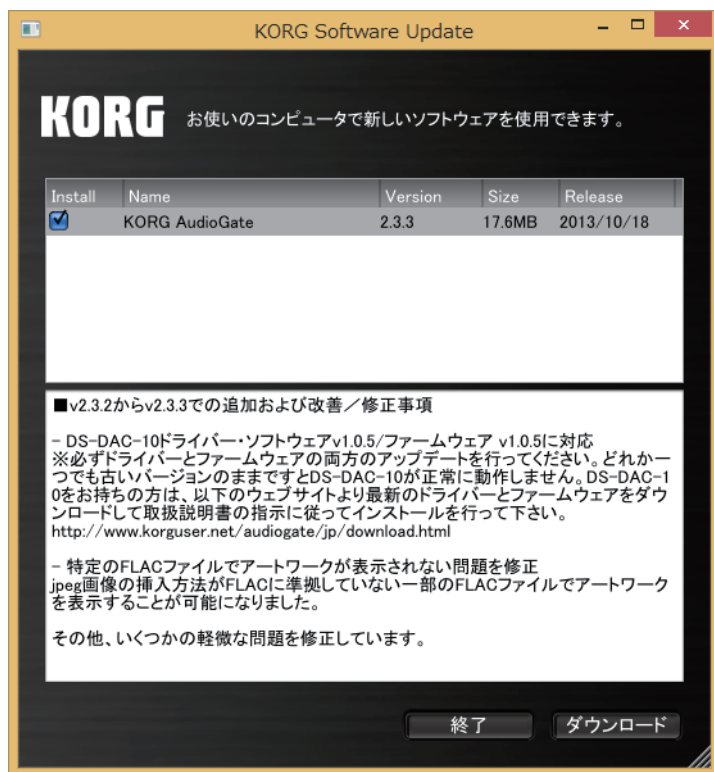 KORG Software Update
KORG お使いのコンピュータで新しいソフトウェアを使用できます。
Install Name Version Size Release
KORG AudioGate 2.3.3 17.6MB 2013/10/18
■v2.3.2からv2.3.3での追加および改善／修正事項
- DS-DAC-10ドライバー・ソフトウェアv1.0.5/ファームウェア v1.0.5に対応
※必ずドライバーとファームウェアの両方のアップデートを行ってください。どれか一
つでも古いバージョンのままですとDS-DAC-10が正常に動作しません。DS-DAC-1
0をお持ちの方は、以下のウェブサイトより最新のドライバーとファームウェアをダウ
ンロードして取扱説明書の指示に従ってインストールを行って下さい。
http://www.korguser.net/audiogate/jp/download.html
- 特定のFLACファイルでアートワークが表示されない問題を修正
jpeg画像の挿入方法がFLACに準拠していない一部のFLACファイルでアートワーク
を表示することが可能になりました。
その他、いくつかの軽微な問題を修正しています。
終了 ダウンロード